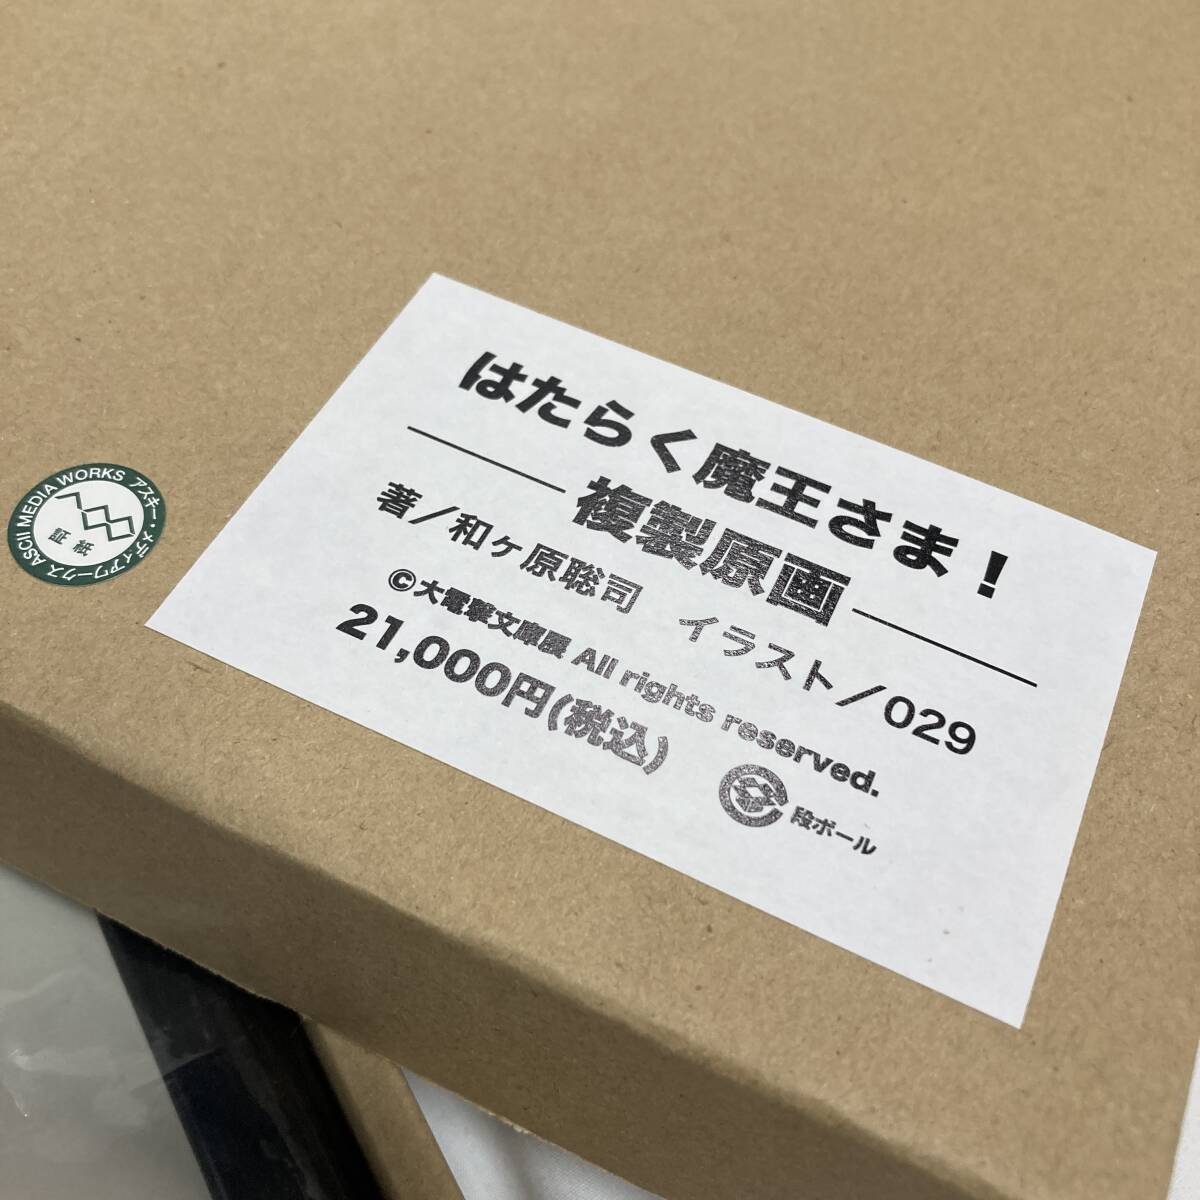 はたらく魔王さま!
複製原画
著/和ヶ原聡司 イラスト/029
©大電撃文庫展 All rights reserved.
21,000円(税込)
段ボール
アスキー・メディアワークス ASCII MEDIA WORKS
証紙